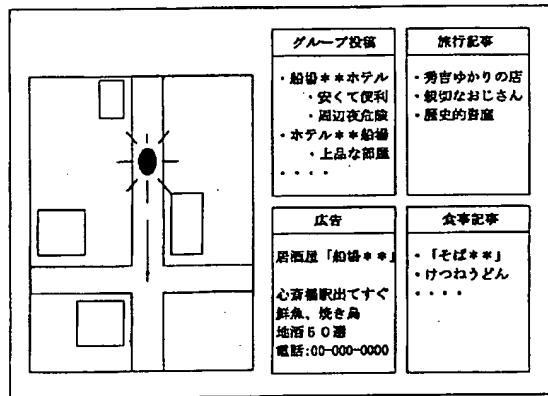 グループ投稿
・船場**ホテル
・安くて便利
・周辺夜危険
・ホテル**船場
・上品な部屋
・・・・
旅行記事
・秀吉ゆかりの店
・親切なおじさん
・歴史的資産
広告
居酒屋「船場**」
心斎橋駅出てすぐ
鮮魚、焼き鳥
地酒50選
電話:00-000-0000
食事記事
・「そば**」
・けつねうどん
・・・・